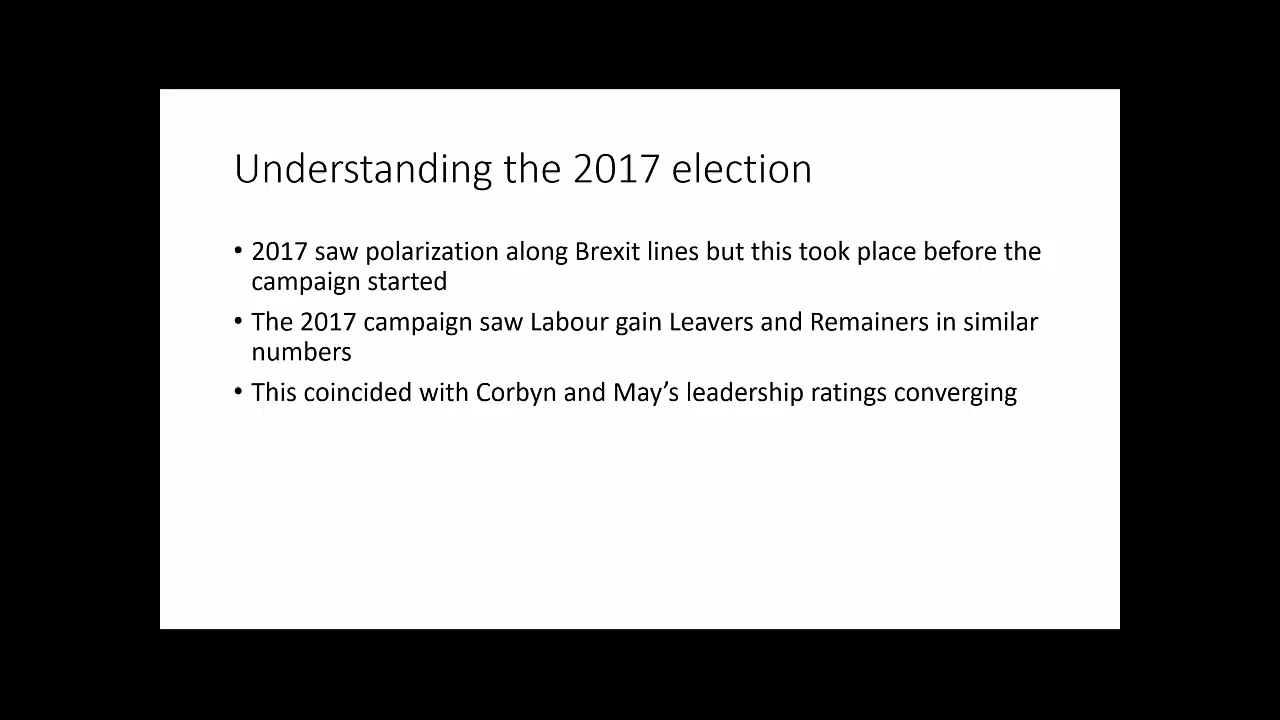 Understanding the 2017 election
• 2017 saw polarization along Brexit lines but this took place before the
campaign started
• The 2017 campaign saw Labour gain Leavers and Remainers in similar
numbers
• This coincided with Corbyn and May’s leadership ratings converging